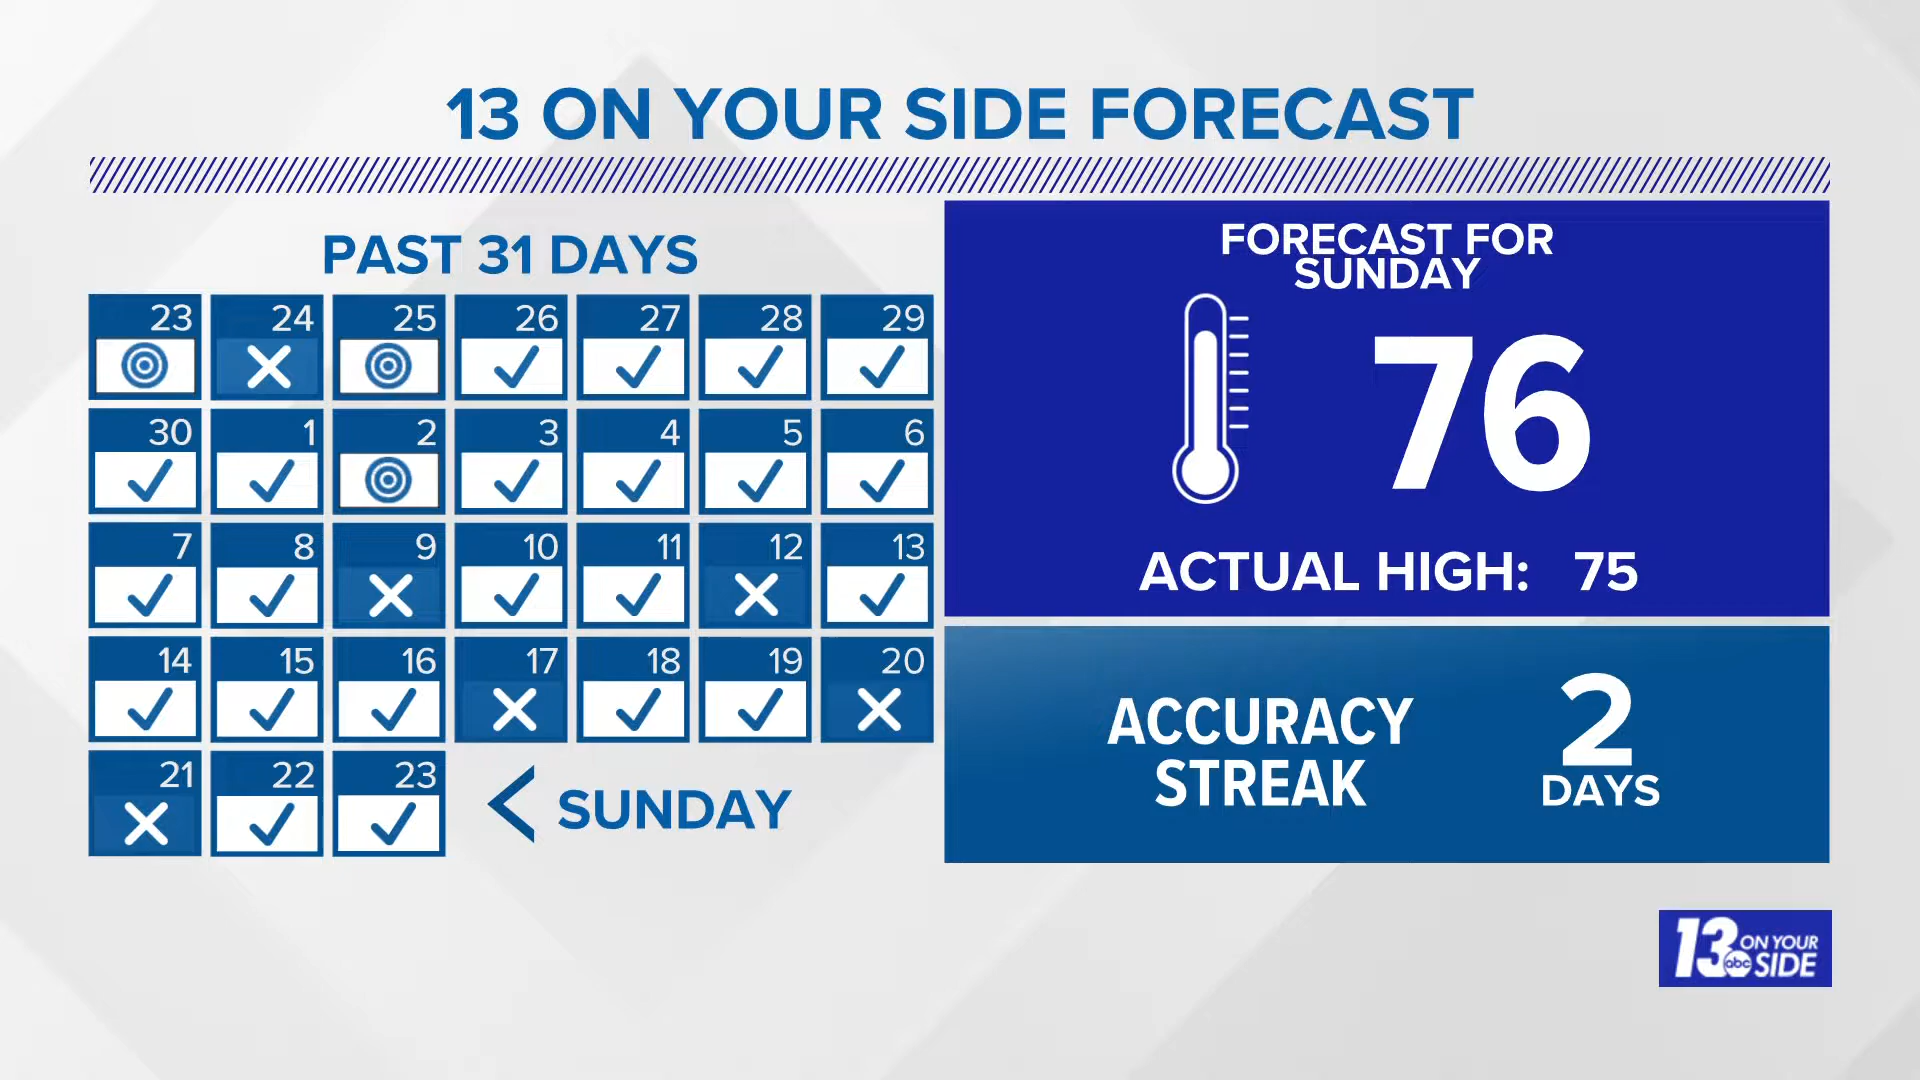 13 ON YOUR SIDE FORECAST
PAST 31 DAYS
23 24 25 26 27 28 29
30 1 2 3 4 5 6
7 8 9 10 11 12 13
14 15 16 17 18 19 20
21 22 23
SUNDAY
FORECAST FOR
SUNDAY
76
ACTUAL HIGH: 75
ACCURACY
STREAK
2
DAYS
13 ON YOUR
abc SIDE